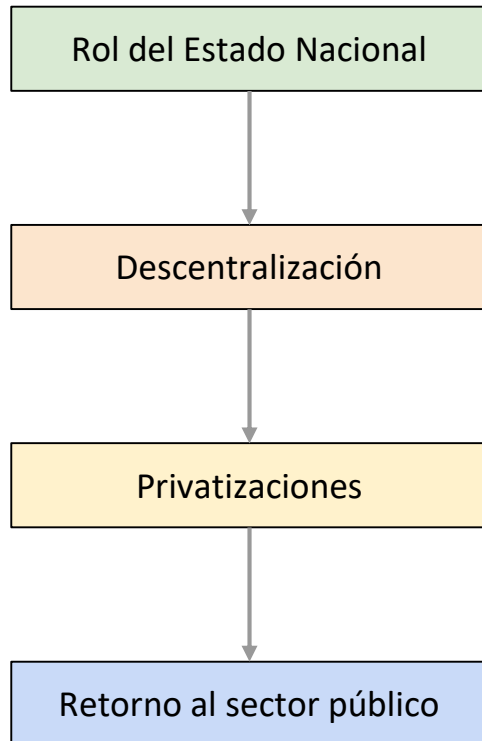 Rol del Estado Nacional
Descentralización
Privatizaciones
Retorno al sector público